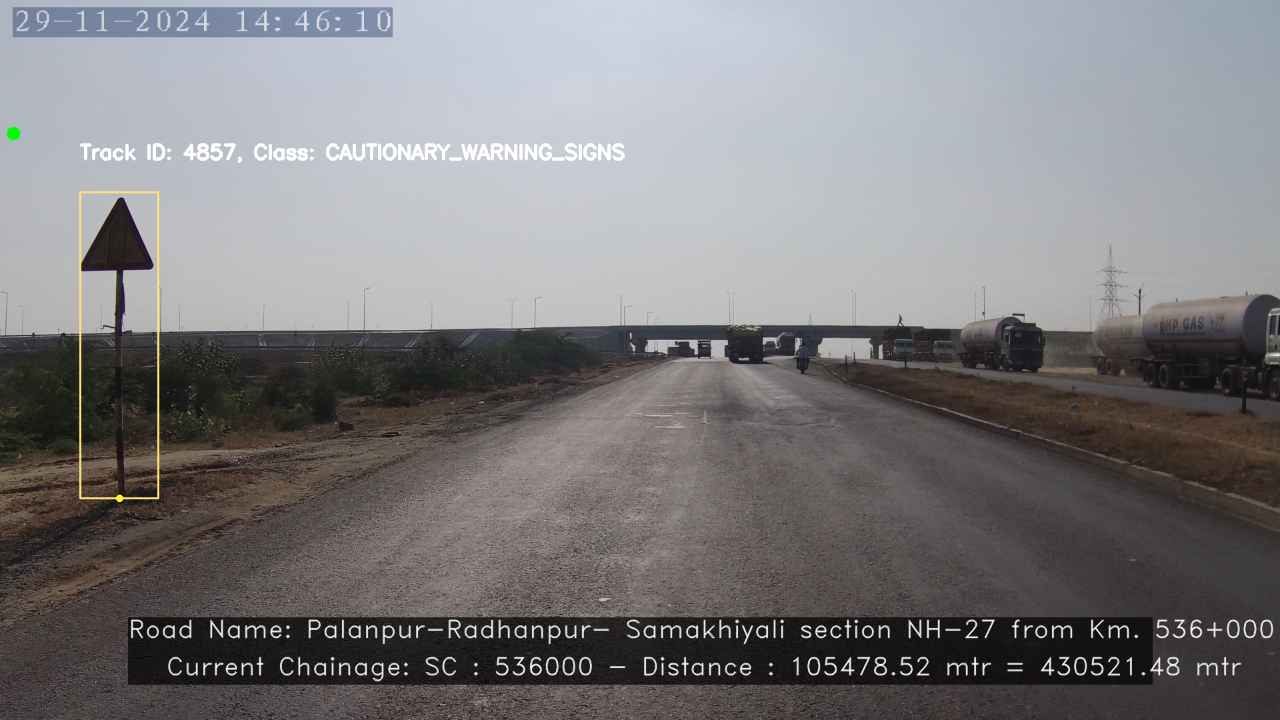 29-11-2024 14:46:10
Track ID: 4857, Class: CAUTIONARY_WARNING_SIGNS
BMP GAS
Road Name: Palanpur-Radhanpur- Samakhiyali section NH-27 from Km. 536+000
Current Chainage: SC : 536000 - Distance : 105478.52 mtr = 430521.48 mtr